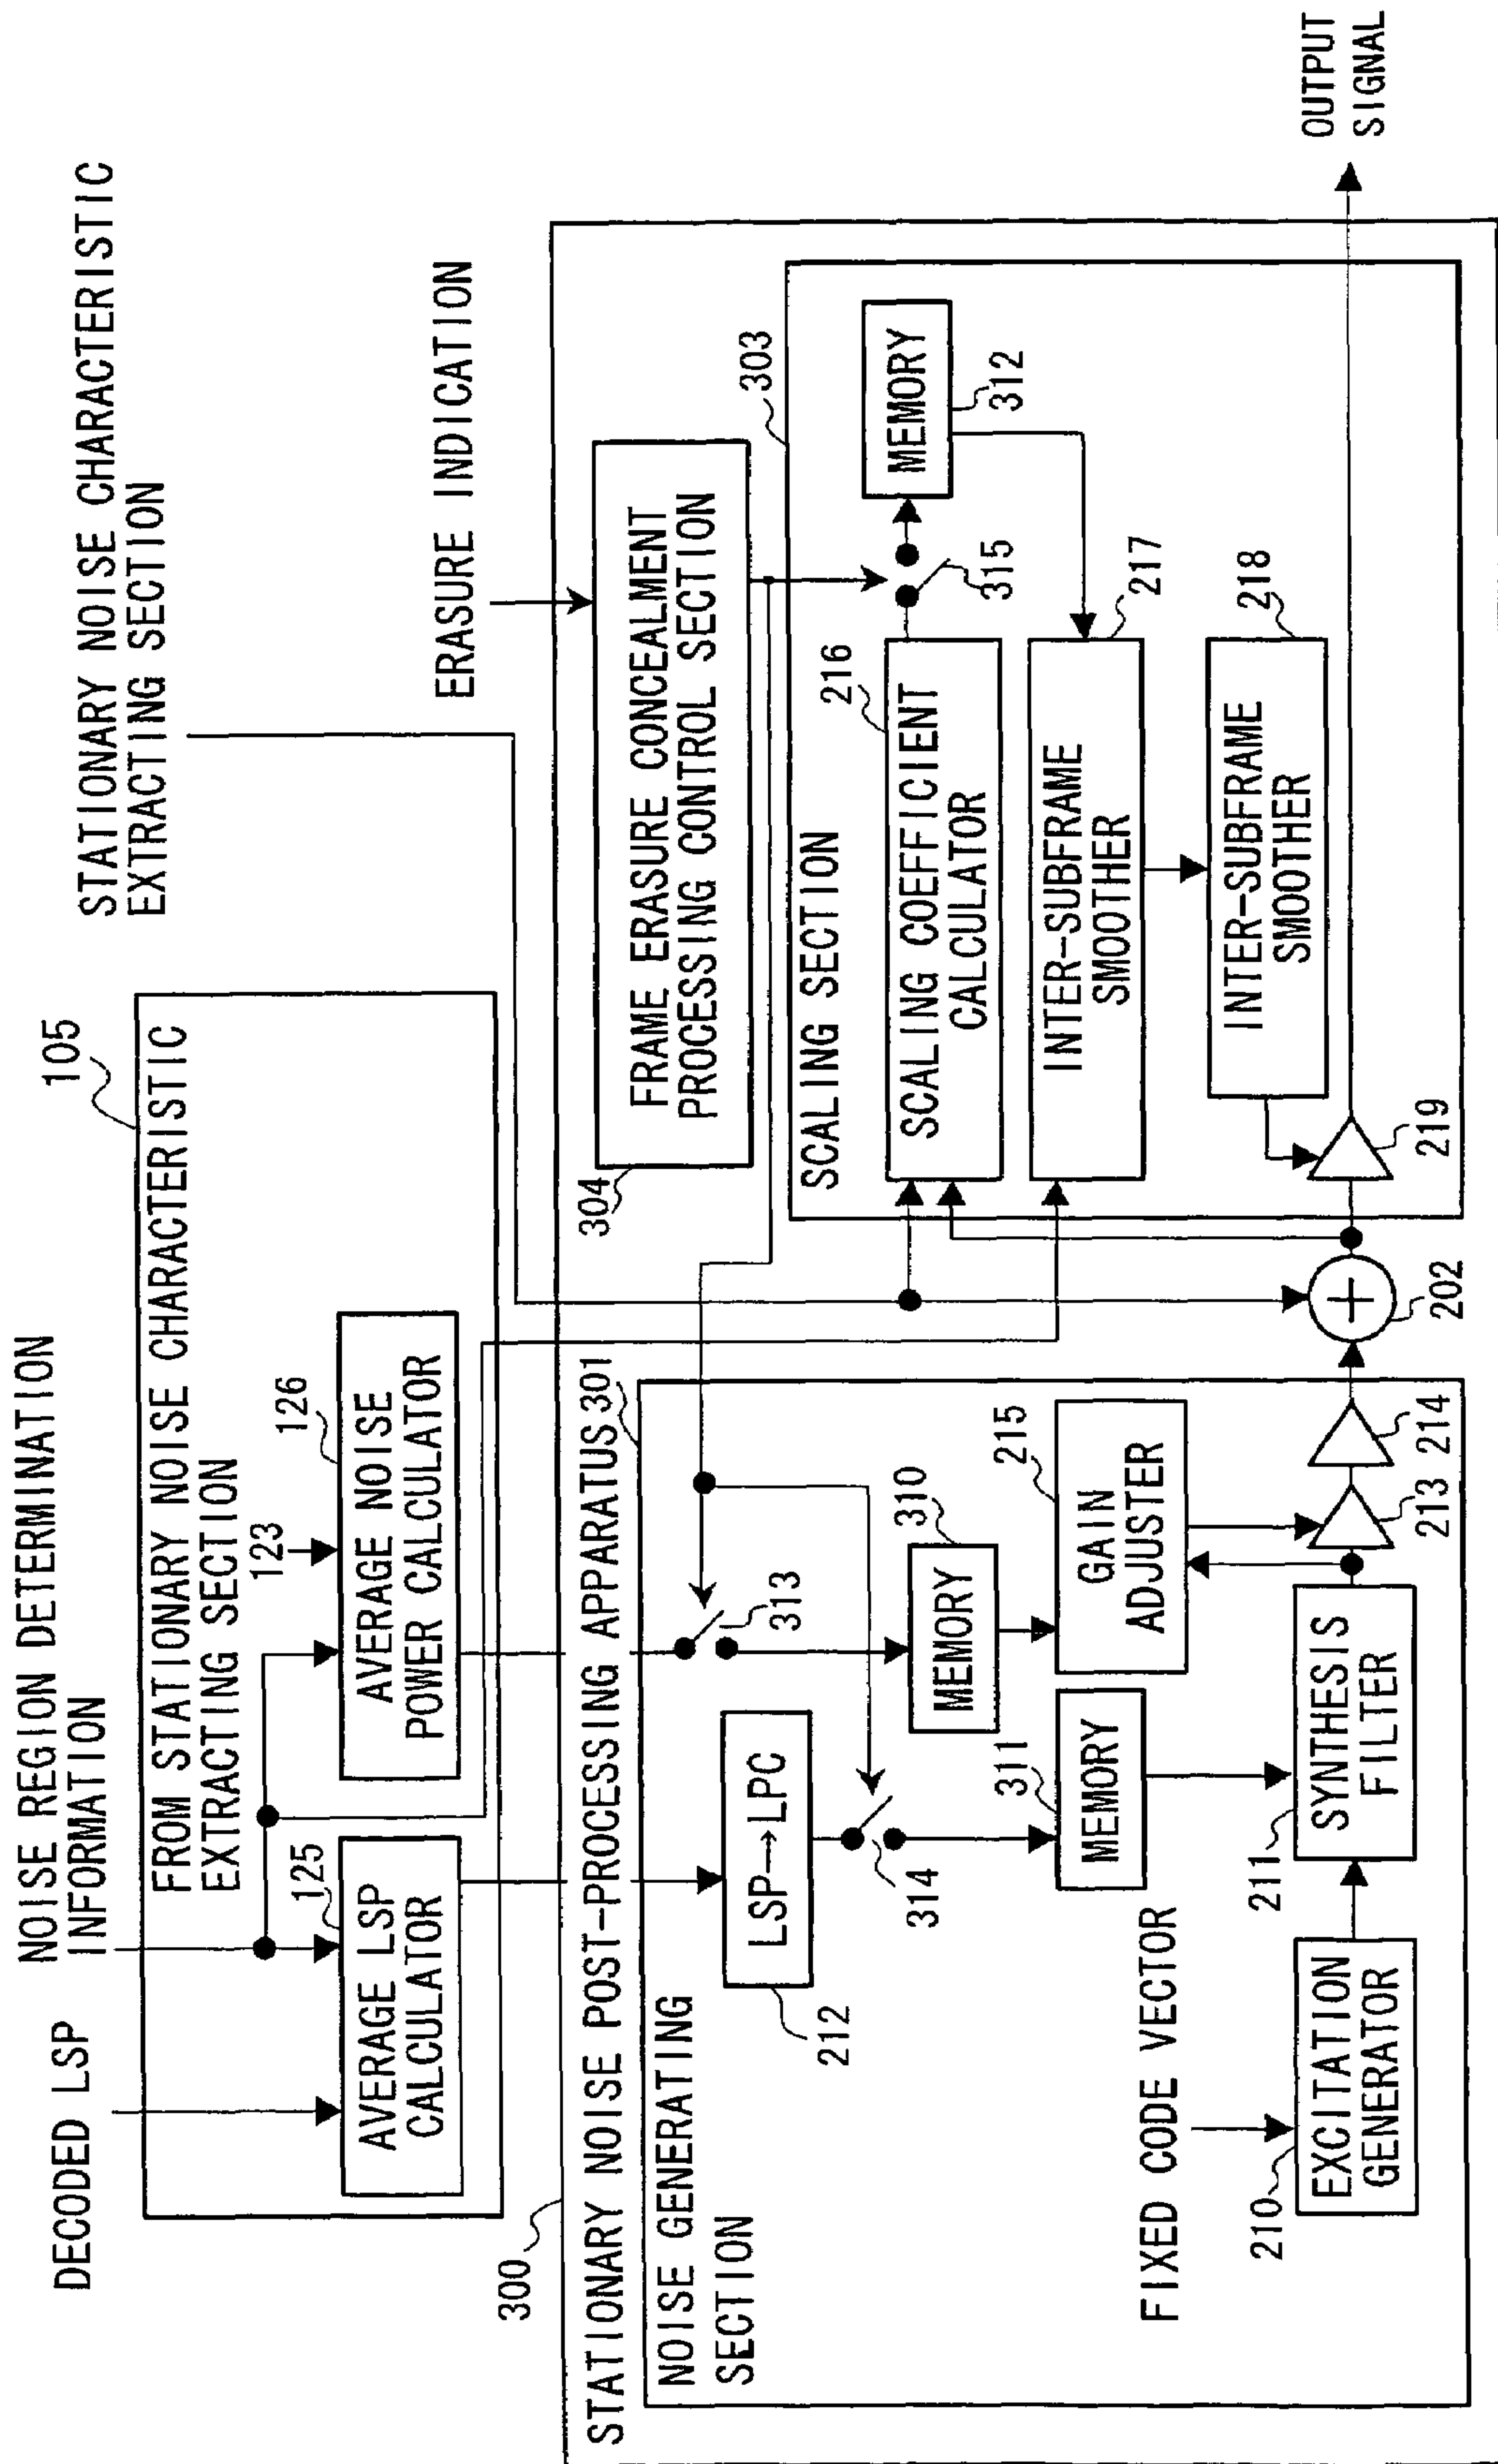 DECODED LSP
NOISE REGION DETERMINATION
INFORMATION
105
FROM STATIONARY NOISE CHARACTERISTIC
EXTRACTING SECTION
125
AVERAGE LSP
CALCULATOR
123
126
AVERAGE NOISE
POWER CALCULATOR
STATIONARY NOISE CHARACTERISTIC
EXTRACTING SECTION
ERASURE INDICATION
300
STATIONARY NOISE POST-PROCESSING APPARATUS
304
FRAME ERASURE CONCEALMENT
PROCESSING CONTROL SECTION
301
NOISE GENERATING
SECTION
LSP→LPC
212
313
314
MEMORY
310
MEMORY
311
215
GAIN
ADJUSTER
FIXED CODE VECTOR
210
EXCITATION
GENERATOR
211
SYNTHESIS
FILTER
213
214
202
303
SCALING SECTION
216
SCALING COEFFICIENT
CALCULATOR
315
MEMORY
312
INTER-SUBFRAME
SMOOTHER
217
INTER-SUBFRAME
SMOOTHER
218
219
OUTPUT
SIGNAL